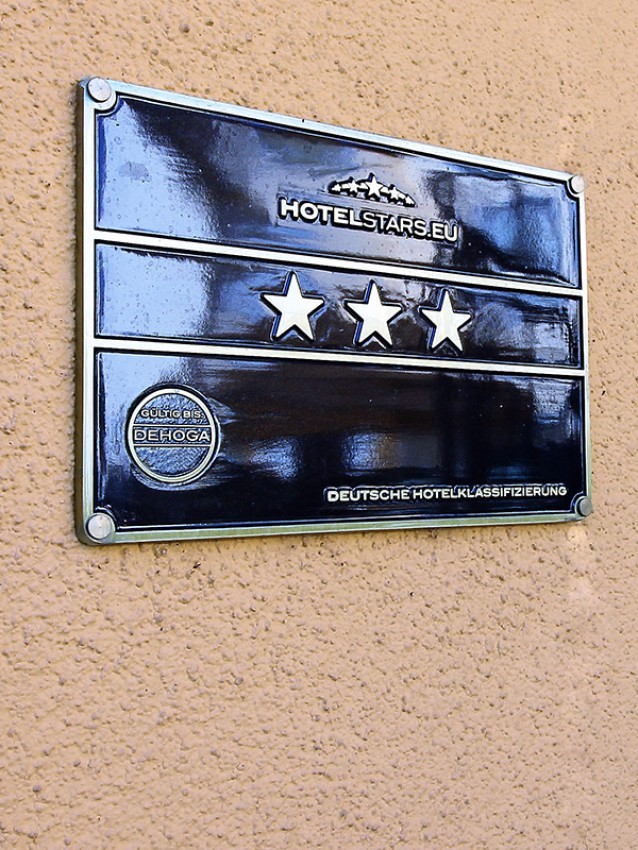 HOTELSTARS.EU
GÜLTIG BIS:
DEHOGA
DEUTSCHE HOTELKLASSIFIZIERUNG